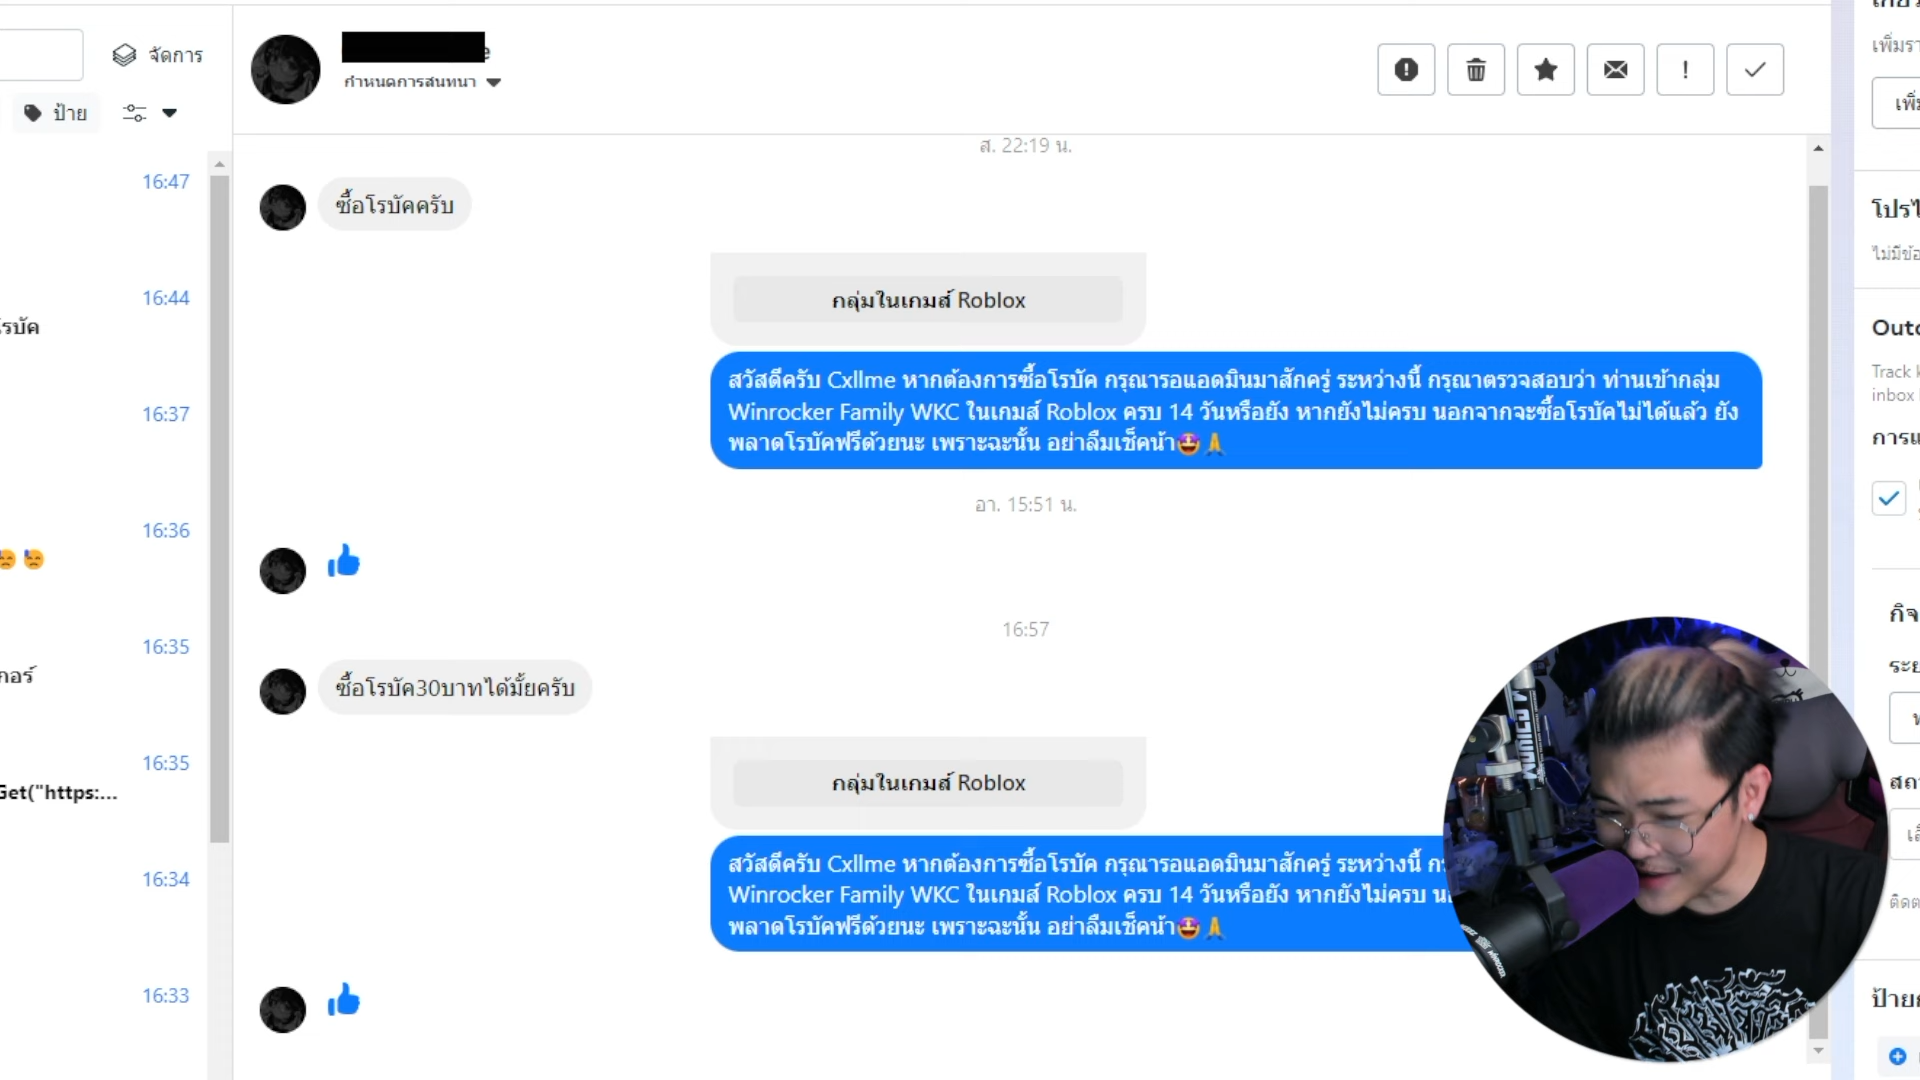 จัดการ
ป้าย
16:47
16:44
โรบัค
16:37
16:36
16:35
กอร์
16:35
Get("https:...
16:34
16:33
e
กำหนดการสนทนา
ส. 22:19 น.
ซื้อโรบัคครับ
กลุ่มในเกมส์ Roblox
สวัสดีครับ Cxllme หากต้องการซื้อโรบัค กรุณารอแอดมินมาสักครู่ ระหว่างนี้ กรุณาตรวจสอบว่า ท่านเข้ากลุ่ม
Winrocker Family WKC ในเกมส์ Roblox ครบ 14 วันหรือยัง หากยังไม่ครบ นอกจากจะซื้อโรบัคไม่ได้แล้ว ยัง
พลาดโรบัคฟรีด้วยนะ เพราะฉะนั้น อย่าลืมเช็คน้า🤩🙏
อา. 15:51 น.
16:57
ซื้อโรบัค30บาทได้มั้ยครับ
กลุ่มในเกมส์ Roblox
สวัสดีครับ Cxllme หากต้องการซื้อโรบัค กรุณารอแอดมินมาสักครู่ ระหว่างนี้
Winrocker Family WKC ในเกมส์ Roblox ครบ 14 วันหรือยัง หากยังไม่ครบ
พลาดโรบัคฟรีด้วยนะ เพราะฉะนั้น อย่าลืมเช็คน้า🤩🙏
Track
inbox